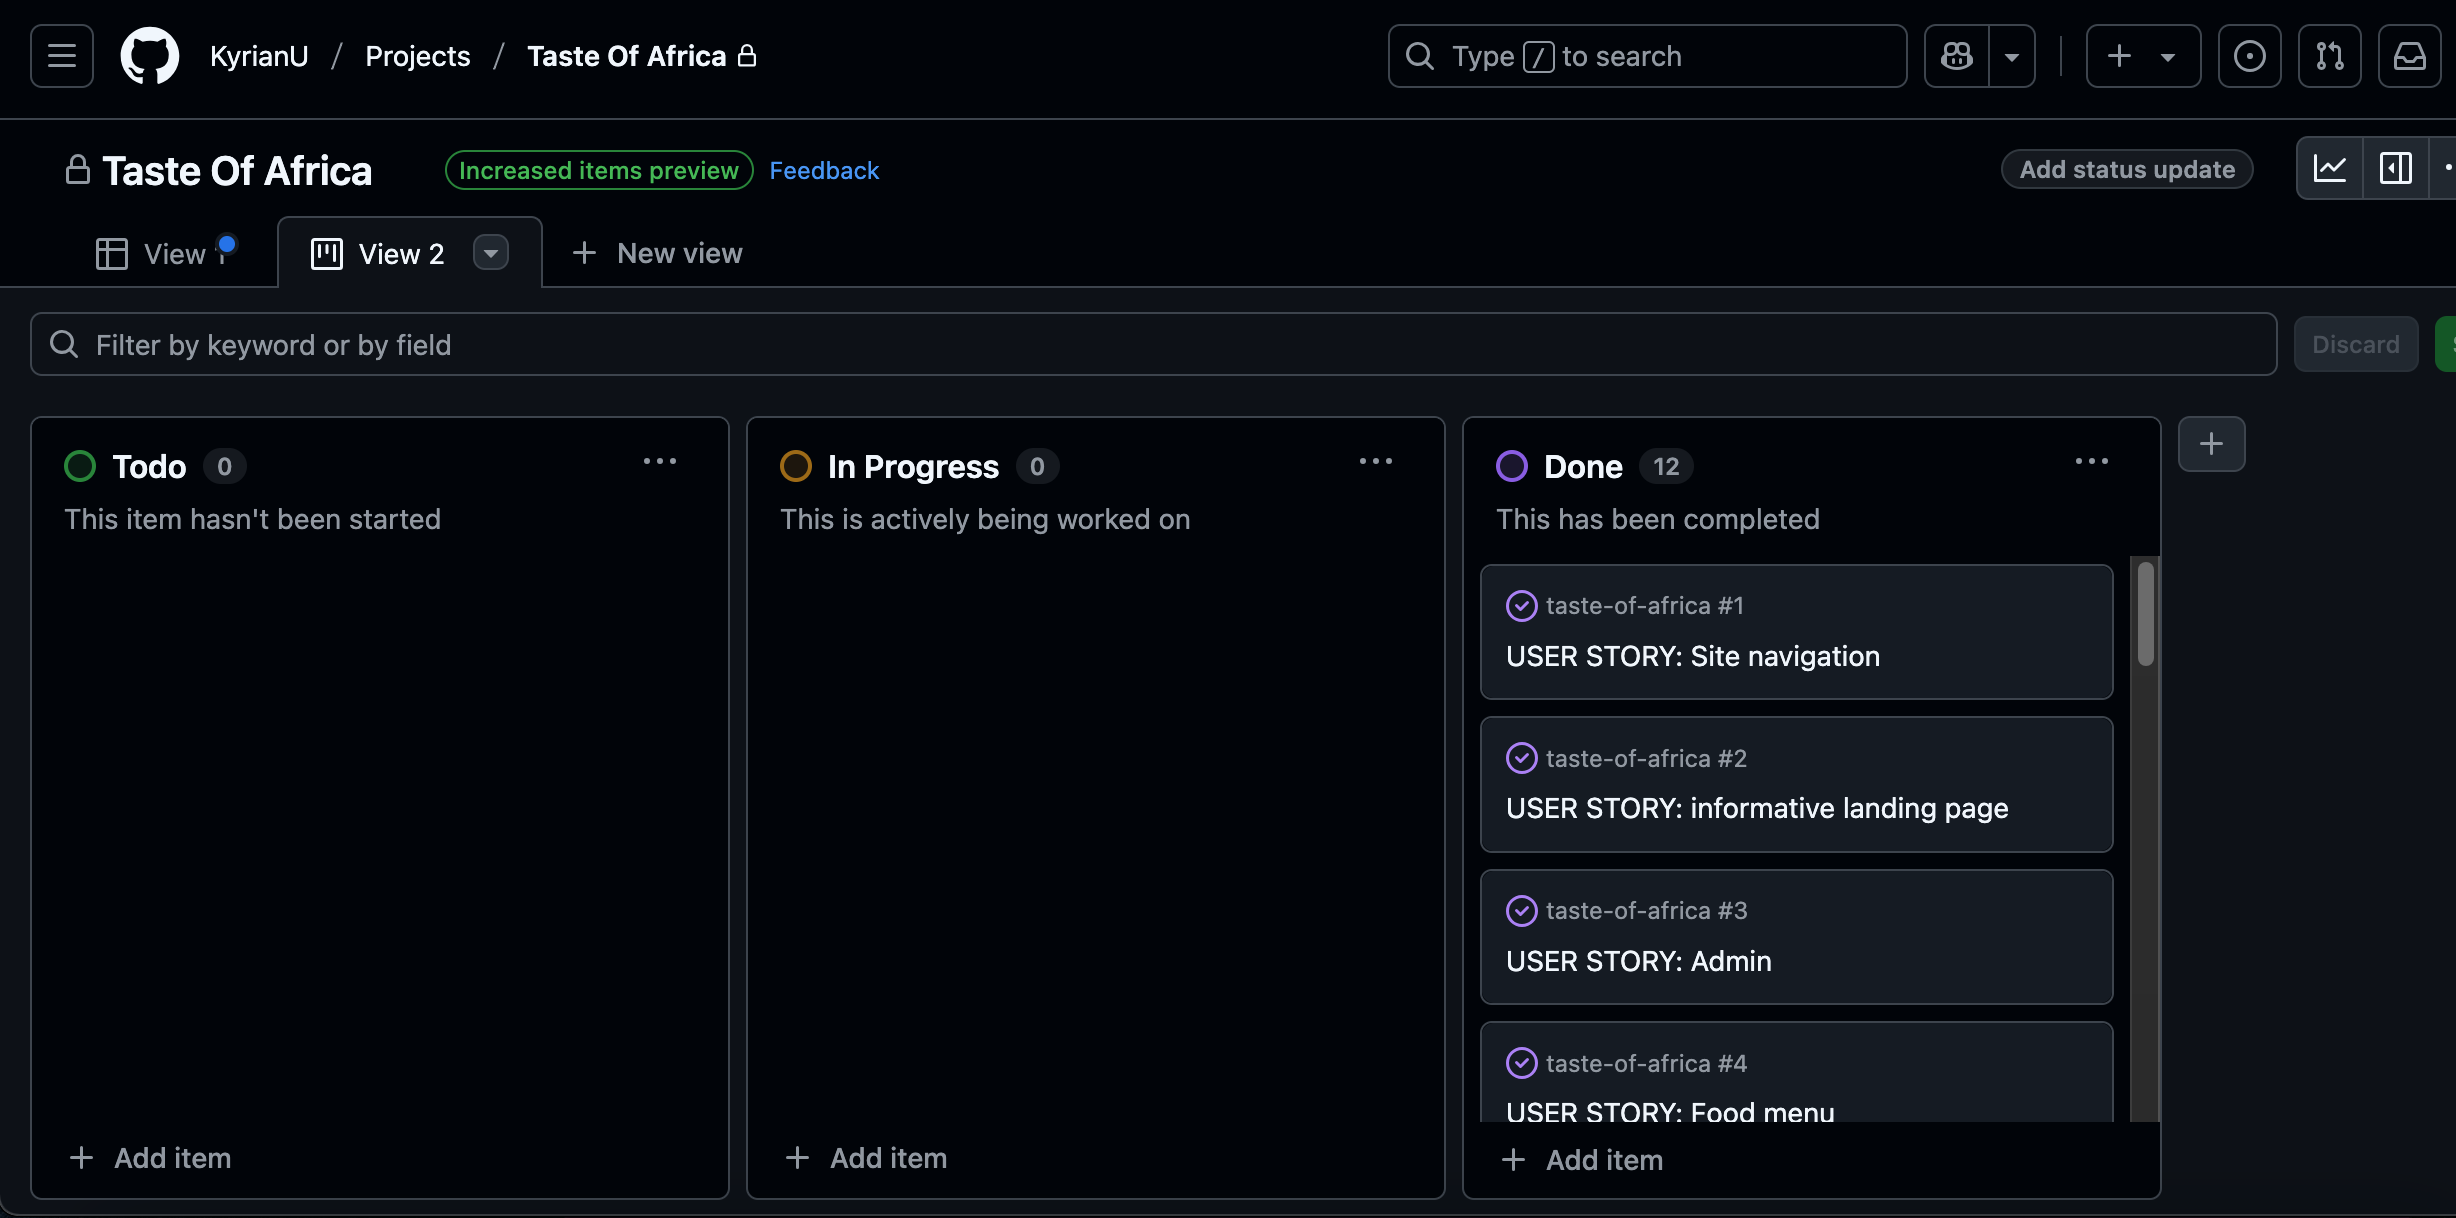 KyrianU / Projects / Taste Of Africa
Type / to search
Taste Of Africa
Increased items preview
Feedback
Add status update
View
View 2
New view
Filter by keyword or by field
Discard
Todo 0
This item hasn't been started
Add item
In Progress 0
This is actively being worked on
Add item
Done 12
This has been completed
taste-of-africa #1
USER STORY: Site navigation
taste-of-africa #2
USER STORY: informative landing page
taste-of-africa #3
USER STORY: Admin
taste-of-africa #4
USER STORY: Food menu
Add item